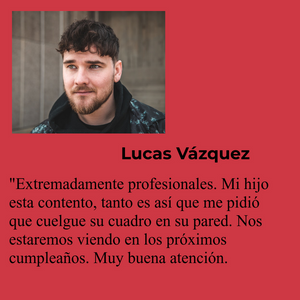 Lucas Vázquez
"Extremadamente profesionales. Mi hijo
esta contento, tanto es así que me pidió
que cuelgue su cuadro en su pared. Nos
estaremos viendo en los próximos
cumpleaños. Muy buena atención.